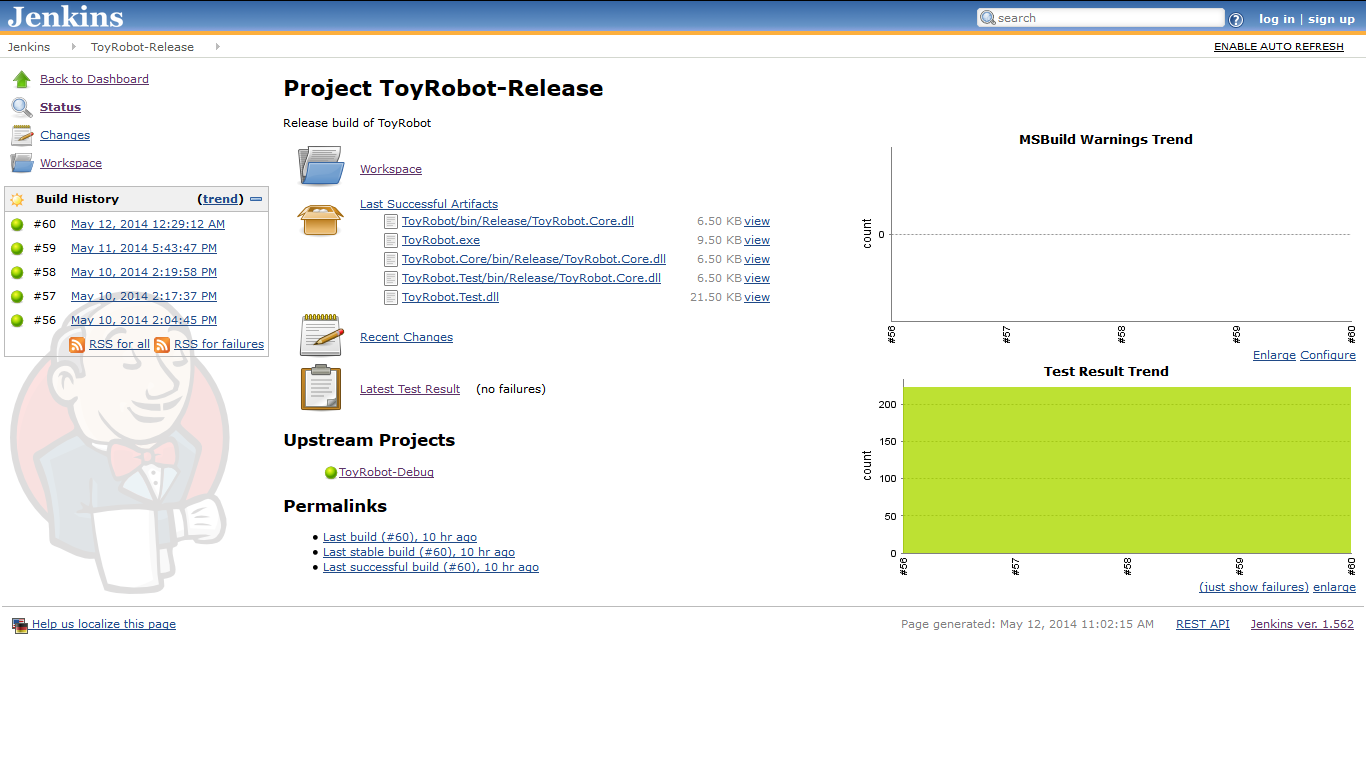 Jenkins
search
log in | sign up
Jenkins ToyRobot-Release
ENABLE AUTO REFRESH
Back to Dashboard
Status
Changes
Workspace
Build History (trend)
#60 May 12, 2014 12:29:12 AM
#59 May 11, 2014 5:43:47 PM
#58 May 10, 2014 2:19:58 PM
#57 May 10, 2014 2:17:37 PM
#56 May 10, 2014 2:04:45 PM
RSS for all RSS for failures
Project ToyRobot-Release
Release build of ToyRobot
Workspace
Last Successful Artifacts
ToyRobot/bin/Release/ToyRobot.Core.dll 6.50 KB view
ToyRobot.exe 9.50 KB view
ToyRobot.Core/bin/Release/ToyRobot.Core.dll 6.50 KB view
ToyRobot.Test/bin/Release/ToyRobot.Core.dll 6.50 KB view
ToyRobot.Test.dll 21.50 KB view
Recent Changes
Latest Test Result (no failures)
Upstream Projects
ToyRobot-Debug
Permalinks
Last build (#60), 10 hr ago
Last stable build (#60), 10 hr ago
Last successful build (#60), 10 hr ago
MSBuild Warnings Trend
count
0
#56 #57 #58 #59 #60
Enlarge Configure
Test Result Trend
count
200
150
100
50
0
#56 #57 #58 #59 #60
(just show failures) enlarge
Help us localize this page
Page generated: May 12, 2014 11:02:15 AM REST API Jenkins ver. 1.562